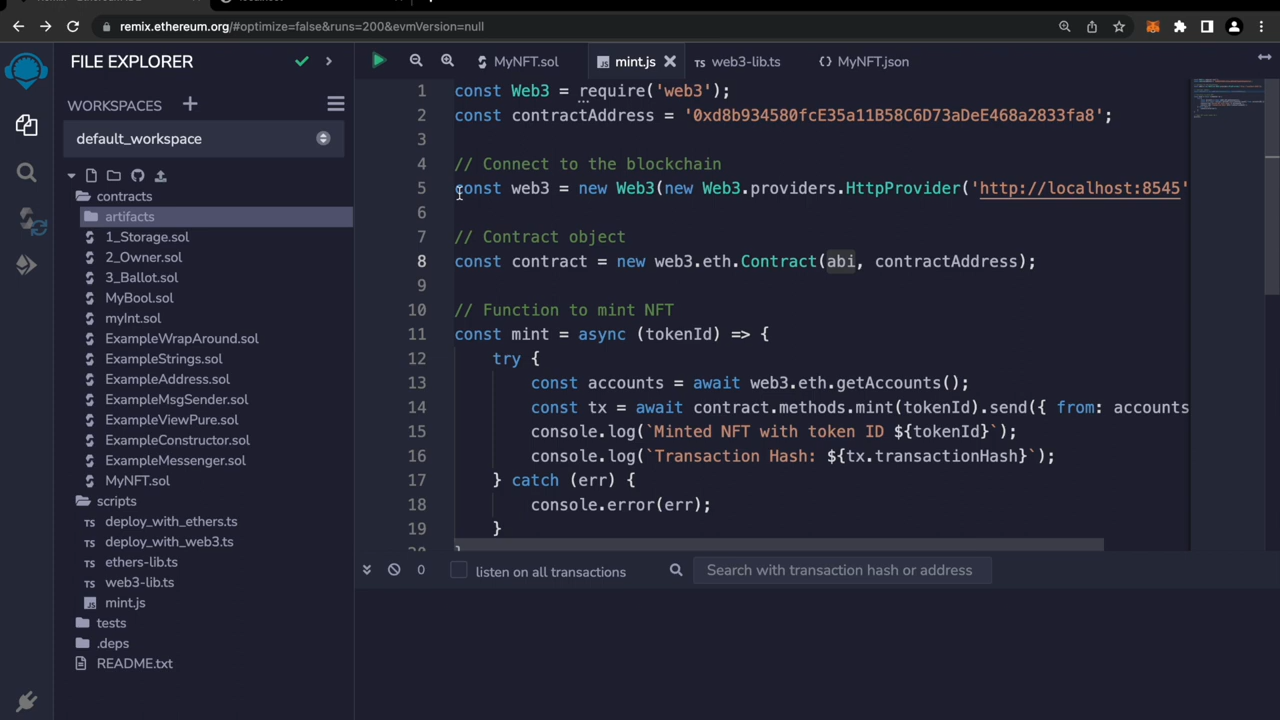 remix.ethereum.org/#optimize=false&runs=200&evmVersion=null
FILE EXPLORER
WORKSPACES
default_workspace
contracts
artifacts
1_Storage.sol
2_Owner.sol
3_Ballot.sol
MyBool.sol
myInt.sol
ExampleWrapAround.sol
ExampleStrings.sol
ExampleAddress.sol
ExampleMsgSender.sol
ExampleViewPure.sol
ExampleConstructor.sol
ExampleMessenger.sol
MyNFT.sol
scripts
TS deploy_with_ethers.ts
TS deploy_with_web3.ts
TS ethers-lib.ts
TS web3-lib.ts
JS mint.js
tests
.deps
README.txt
MyNFT.sol
JS mint.js
TS web3-lib.ts
{} MyNFT.json
1 const Web3 = require('web3');
2 const contractAddress = '0xd8b934580fcE35a11B58C6D73aDeE468a2833fa8';
3
4 // Connect to the blockchain
5 const web3 = new Web3(new Web3.providers.HttpProvider('http://localhost:8545'
6
7 // Contract object
8 const contract = new web3.eth.Contract(abi, contractAddress);
9
10 // Function to mint NFT
11 const mint = async (tokenId) => {
12 try {
13 const accounts = await web3.eth.getAccounts();
14 const tx = await contract.methods.mint(tokenId).send({ from: accounts
15 console.log(`Minted NFT with token ID ${tokenId}`);
16 console.log(`Transaction Hash: ${tx.transactionHash}`);
17 } catch (err) {
18 console.error(err);
19 }
0
listen on all transactions
Search with transaction hash or address